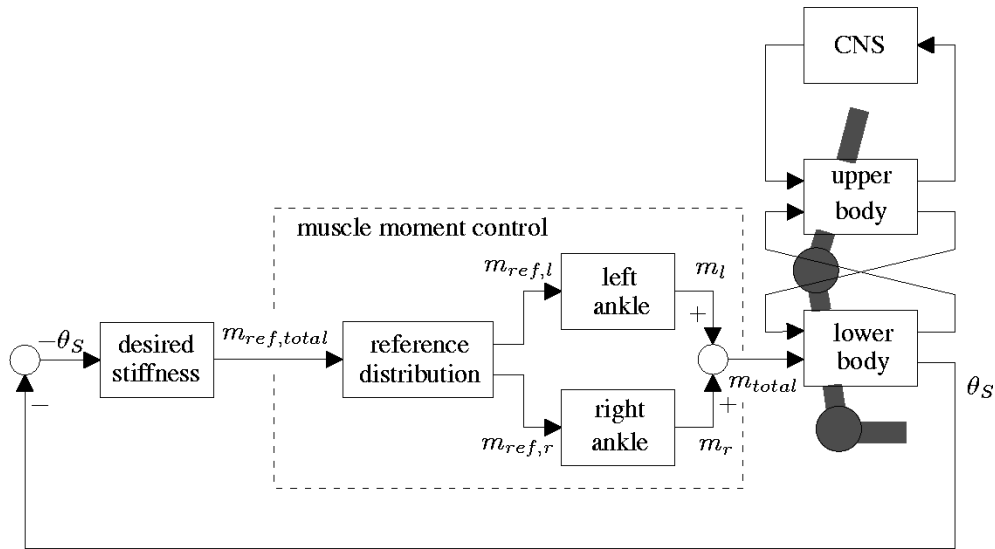 CNS
upper
body
muscle moment control
m_{ref,l}
left
ankle
m_l
+
−θ_S
desired
stiffness
m_{ref,total}
reference
distribution
lower
body
−
m_{total}
θ_S
+
m_{ref,r}
right
ankle
m_r